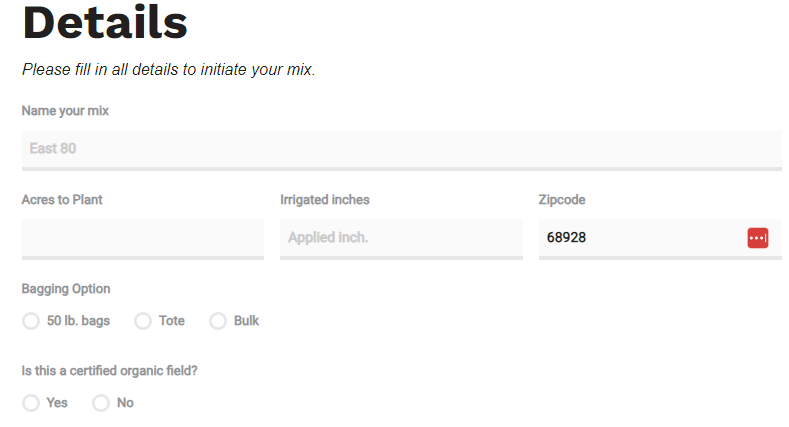 Details
Please fill in all details to initiate your mix.
Name your mix
East 80
Acres to Plant Irrigated inches Zipcode
Applied inch. 68928
Bagging Option
50 lb. bags Tote Bulk
Is this a certified organic field?
Yes No